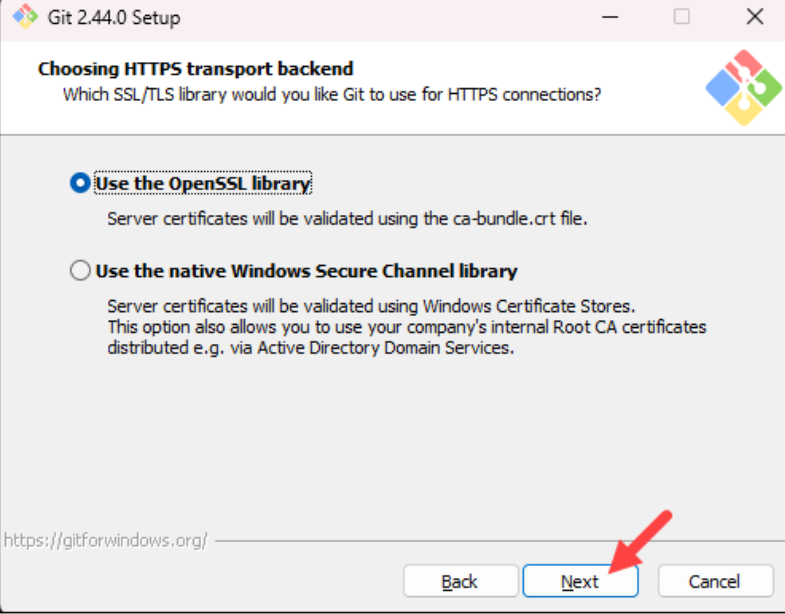 Git 2.44.0 Setup
Choosing HTTPS transport backend
Which SSL/TLS library would you like Git to use for HTTPS connections?
Use the OpenSSL library
Server certificates will be validated using the ca-bundle.crt file.
Use the native Windows Secure Channel library
Server certificates will be validated using Windows Certificate Stores.
This option also allows you to use your company's internal Root CA certificates
distributed e.g. via Active Directory Domain Services.
https://gitforwindows.org/
Back Next Cancel